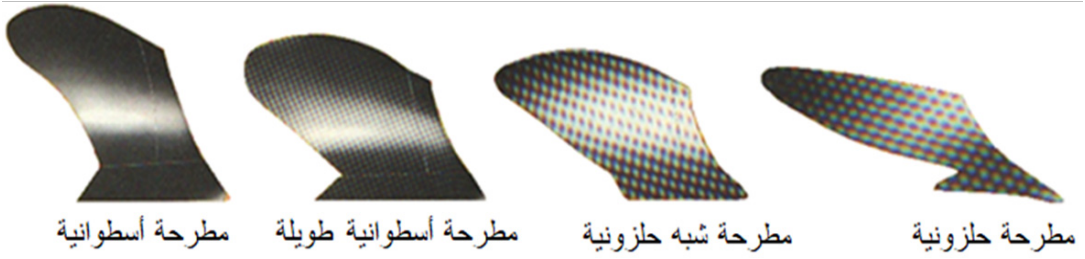 مطرحة أسطوانية
مطرحة أسطوانية طويلة
مطرحة شبه حلزونية
مطرحة حلزونية